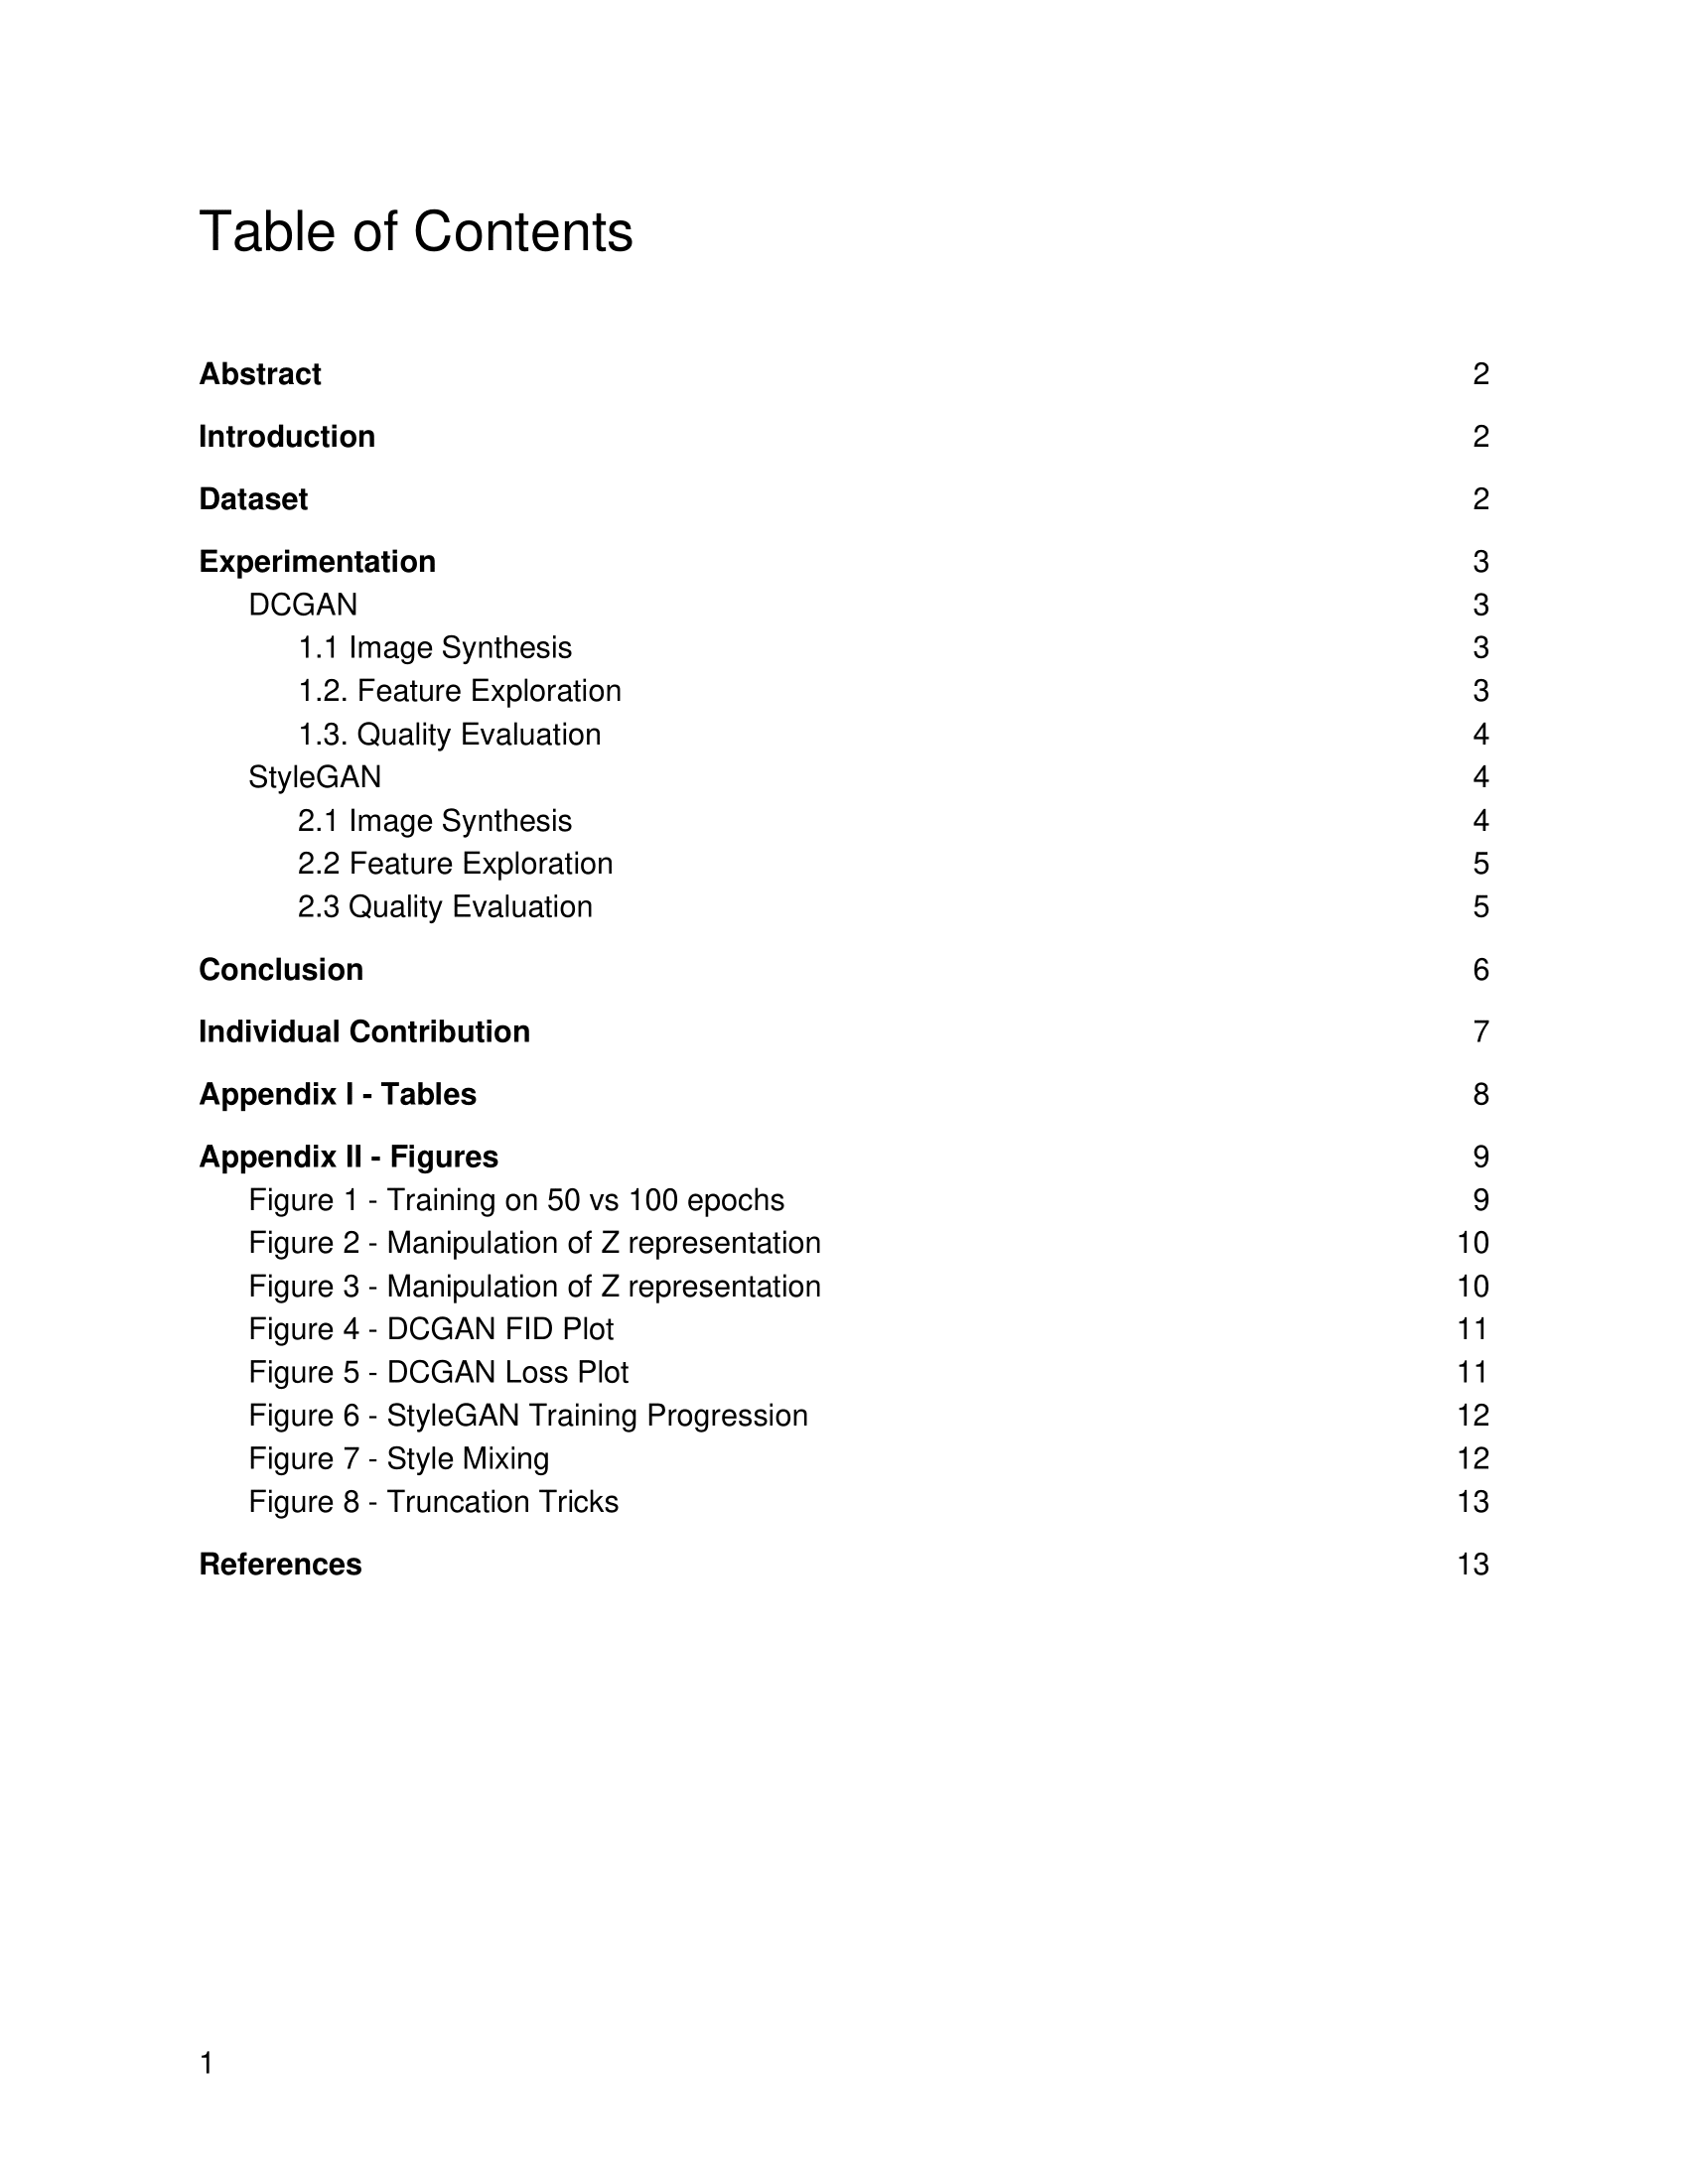 Table of Contents
Abstract 2
Introduction 2
Dataset 2
Experimentation 3
DCGAN 3
1.1 Image Synthesis 3
1.2. Feature Exploration 3
1.3. Quality Evaluation 4
StyleGAN 4
2.1 Image Synthesis 4
2.2 Feature Exploration 5
2.3 Quality Evaluation 5
Conclusion 6
Individual Contribution 7
Appendix I - Tables 8
Appendix II - Figures 9
Figure 1 - Training on 50 vs 100 epochs 9
Figure 2 - Manipulation of Z representation 10
Figure 3 - Manipulation of Z representation 10
Figure 4 - DCGAN FID Plot 11
Figure 5 - DCGAN Loss Plot 11
Figure 6 - StyleGAN Training Progression 12
Figure 7 - Style Mixing 12
Figure 8 - Truncation Tricks 13
References 13
1